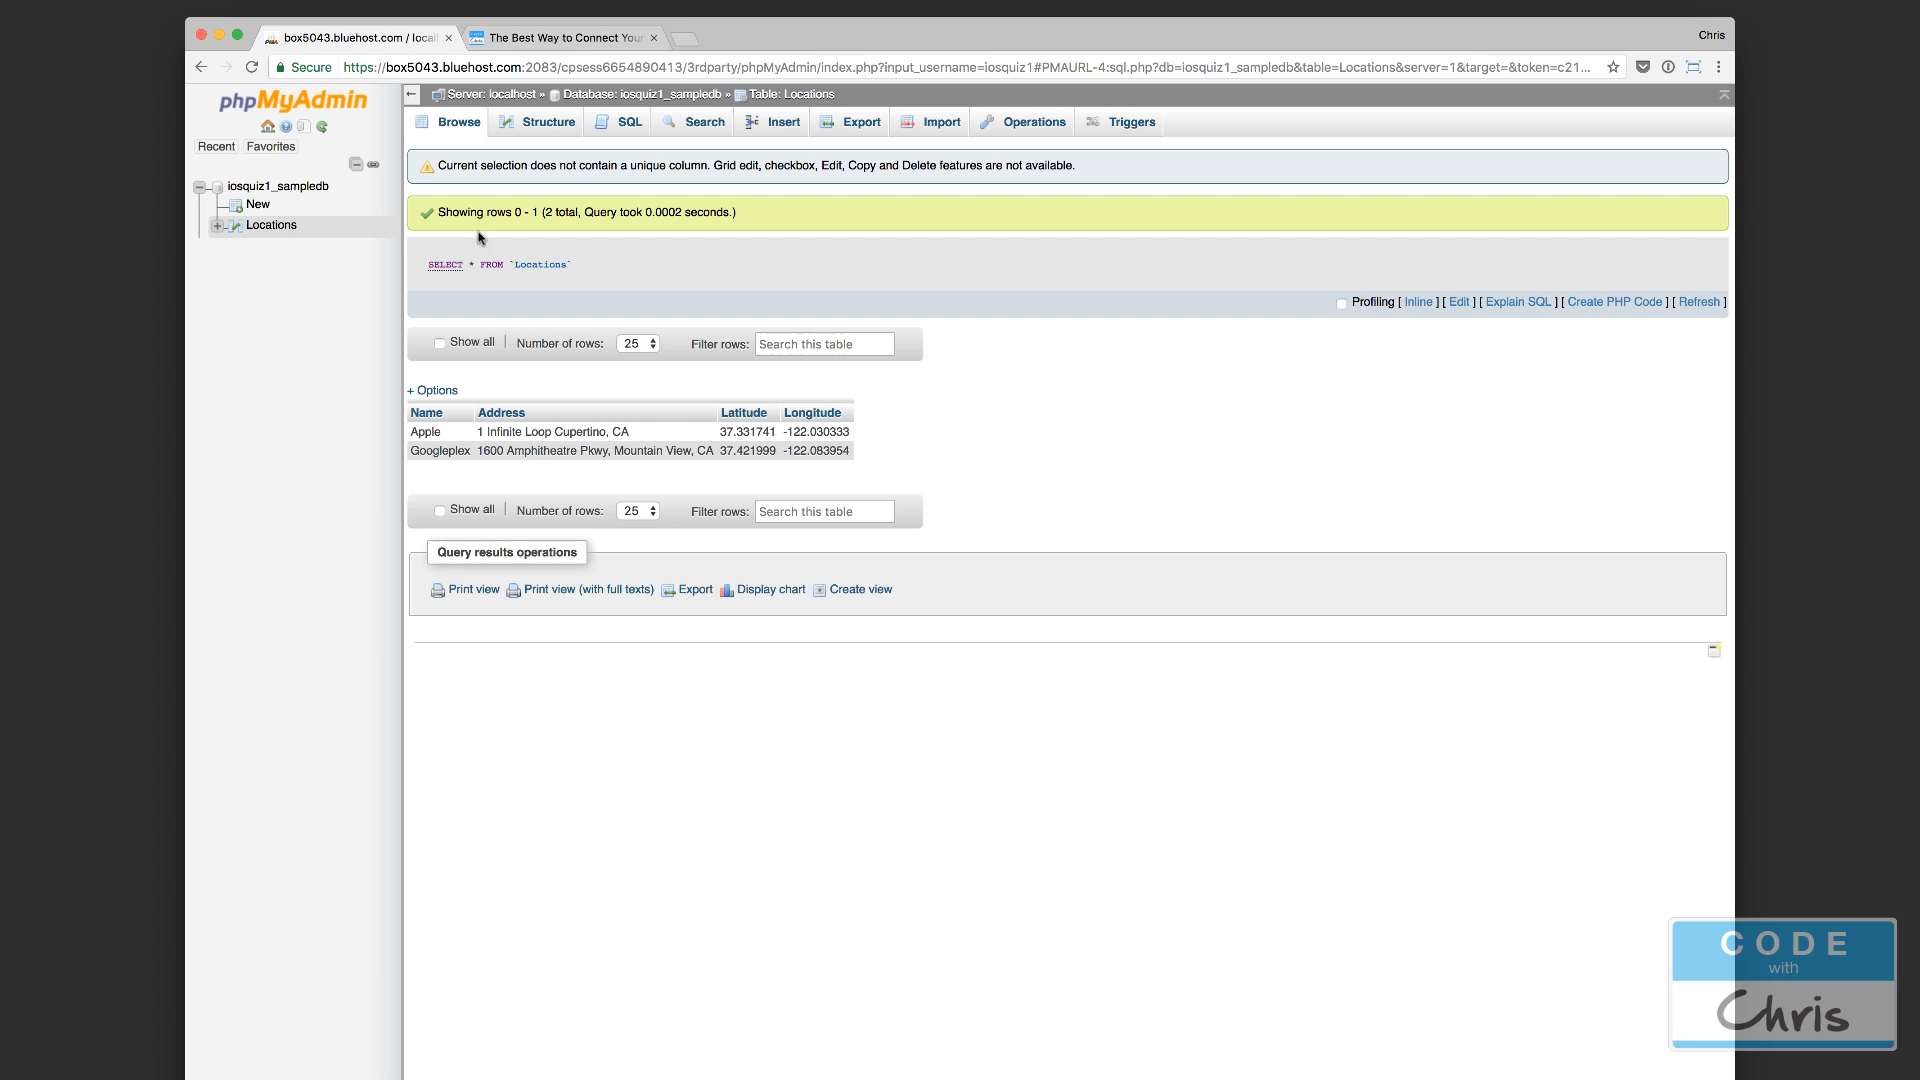 box5043.bluehost.com / local
The Best Way to Connect Your
Chris
Secure https://box5043.bluehost.com:2083/cpsess6654890413/3rdparty/phpMyAdmin/index.php?input_username=iosquiz1#PMAURL-4:sql.php?db=iosquiz1_sampledb&table=Locations&server=1&target=&token=c21...
phpMyAdmin
Recent Favorites
iosquiz1_sampledb
New
Locations
Server: localhost » Database: iosquiz1_sampledb » Table: Locations
Browse Structure SQL Search Insert Export Import Operations Triggers
Current selection does not contain a unique column. Grid edit, checkbox, Edit, Copy and Delete features are not available.
Showing rows 0 - 1 (2 total, Query took 0.0002 seconds.)
SELECT * FROM `Locations`
Profiling [ Inline ] [ Edit ] [ Explain SQL ] [ Create PHP Code ] [ Refresh ]
Show all | Number of rows: 25 Filter rows: Search this table
+ Options
Name Address Latitude Longitude
Apple 1 Infinite Loop Cupertino, CA 37.331741 -122.030333
Googleplex 1600 Amphitheatre Pkwy, Mountain View, CA 37.421999 -122.083954
Show all | Number of rows: 25 Filter rows: Search this table
Query results operations
Print view Print view (with full texts) Export Display chart Create view
CODE
with
Chris